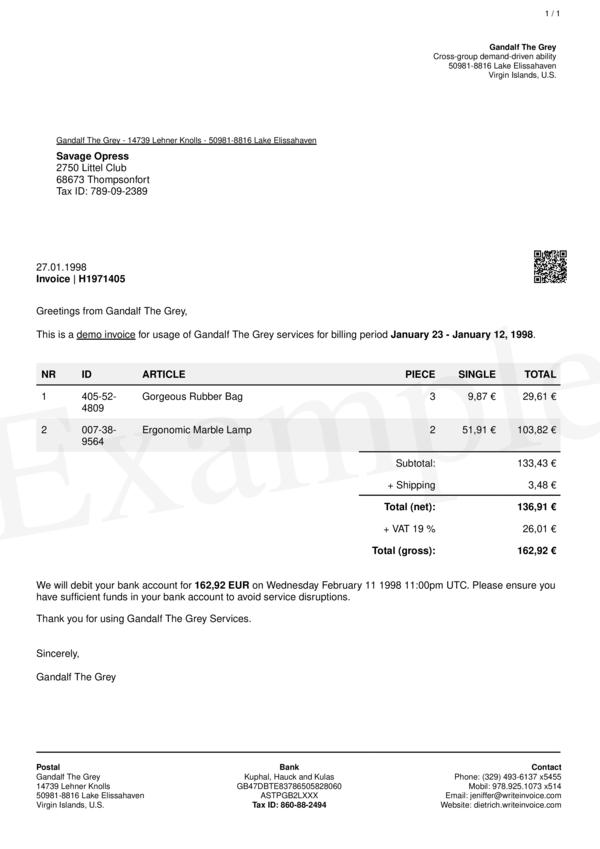 1 / 1
Gandalf The Grey
Cross-group demand-driven ability
50981-8816 Lake Elissahaven
Virgin Islands, U.S.
Gandalf The Grey - 14739 Lehner Knolls - 50981-8816 Lake Elissahaven
Savage Opress
2750 Littel Club
68673 Thompsonfort
Tax ID: 789-09-2389
27.01.1998
Invoice | H1971405
Greetings from Gandalf The Grey,
This is a demo invoice for usage of Gandalf The Grey services for billing period January 23 - January 12, 1998.
NR ID ARTICLE PIECE SINGLE TOTAL
1 405-52-4809 Gorgeous Rubber Bag 3 9,87 € 29,61 €
2 007-38-9564 Ergonomic Marble Lamp 2 51,91 € 103,82 €
Subtotal: 133,43 €
+ Shipping 3,48 €
Total (net): 136,91 €
+ VAT 19 % 26,01 €
Total (gross): 162,92 €
We will debit your bank account for 162,92 EUR on Wednesday February 11 1998 11:00pm UTC. Please ensure you
have sufficient funds in your bank account to avoid service disruptions.
Thank you for using Gandalf The Grey Services.
Sincerely,
Gandalf The Grey
Example
Postal
Gandalf The Grey
14739 Lehner Knolls
50981-8816 Lake Elissahaven
Virgin Islands, U.S.
Bank
Kuphal, Hauck and Kulas
GB47DBTE83786505828060
ASTPGB2LXXX
Tax ID: 860-88-2494
Contact
Phone: (329) 493-6137 x5455
Mobil: 978.925.1073 x514
Email: jeniffer@writeinvoice.com
Website: dietrich.writeinvoice.com